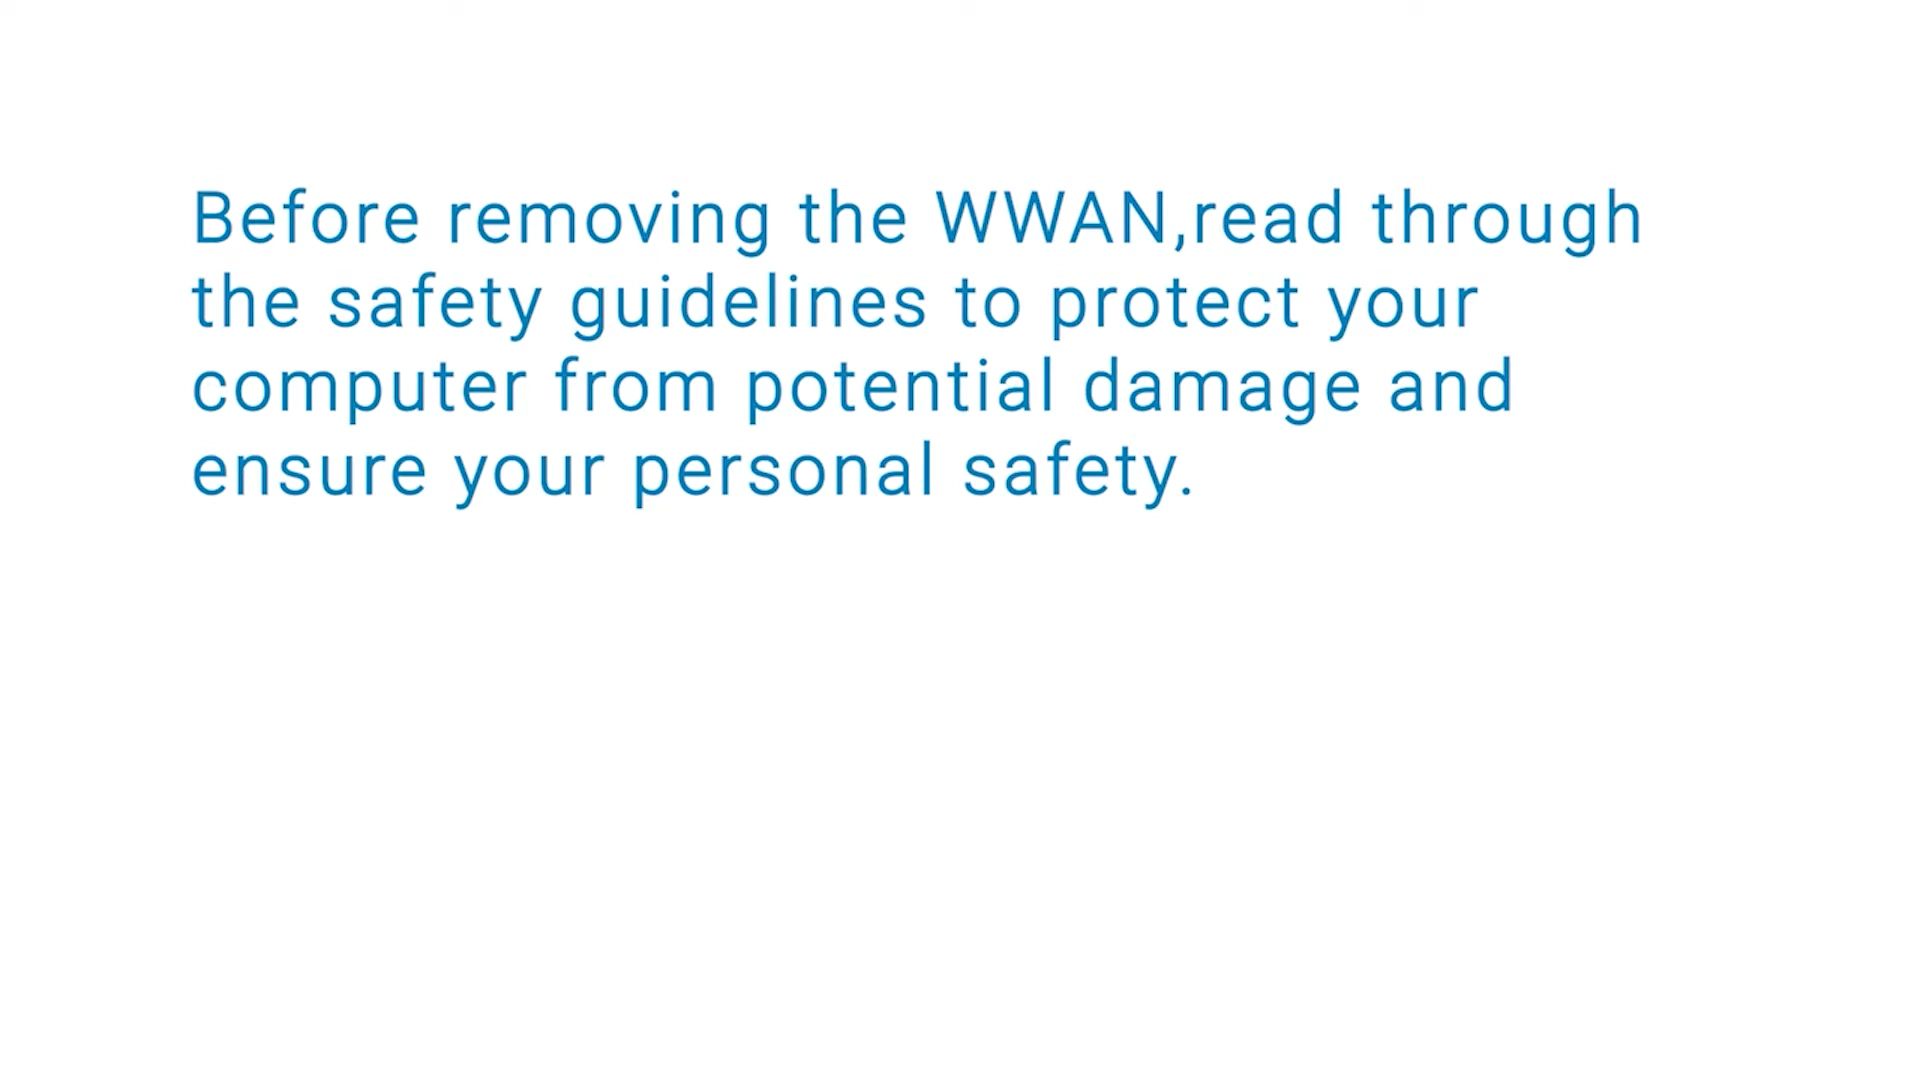 Before removing the WWAN,read through
the safety guidelines to protect your
computer from potential damage and
ensure your personal safety.